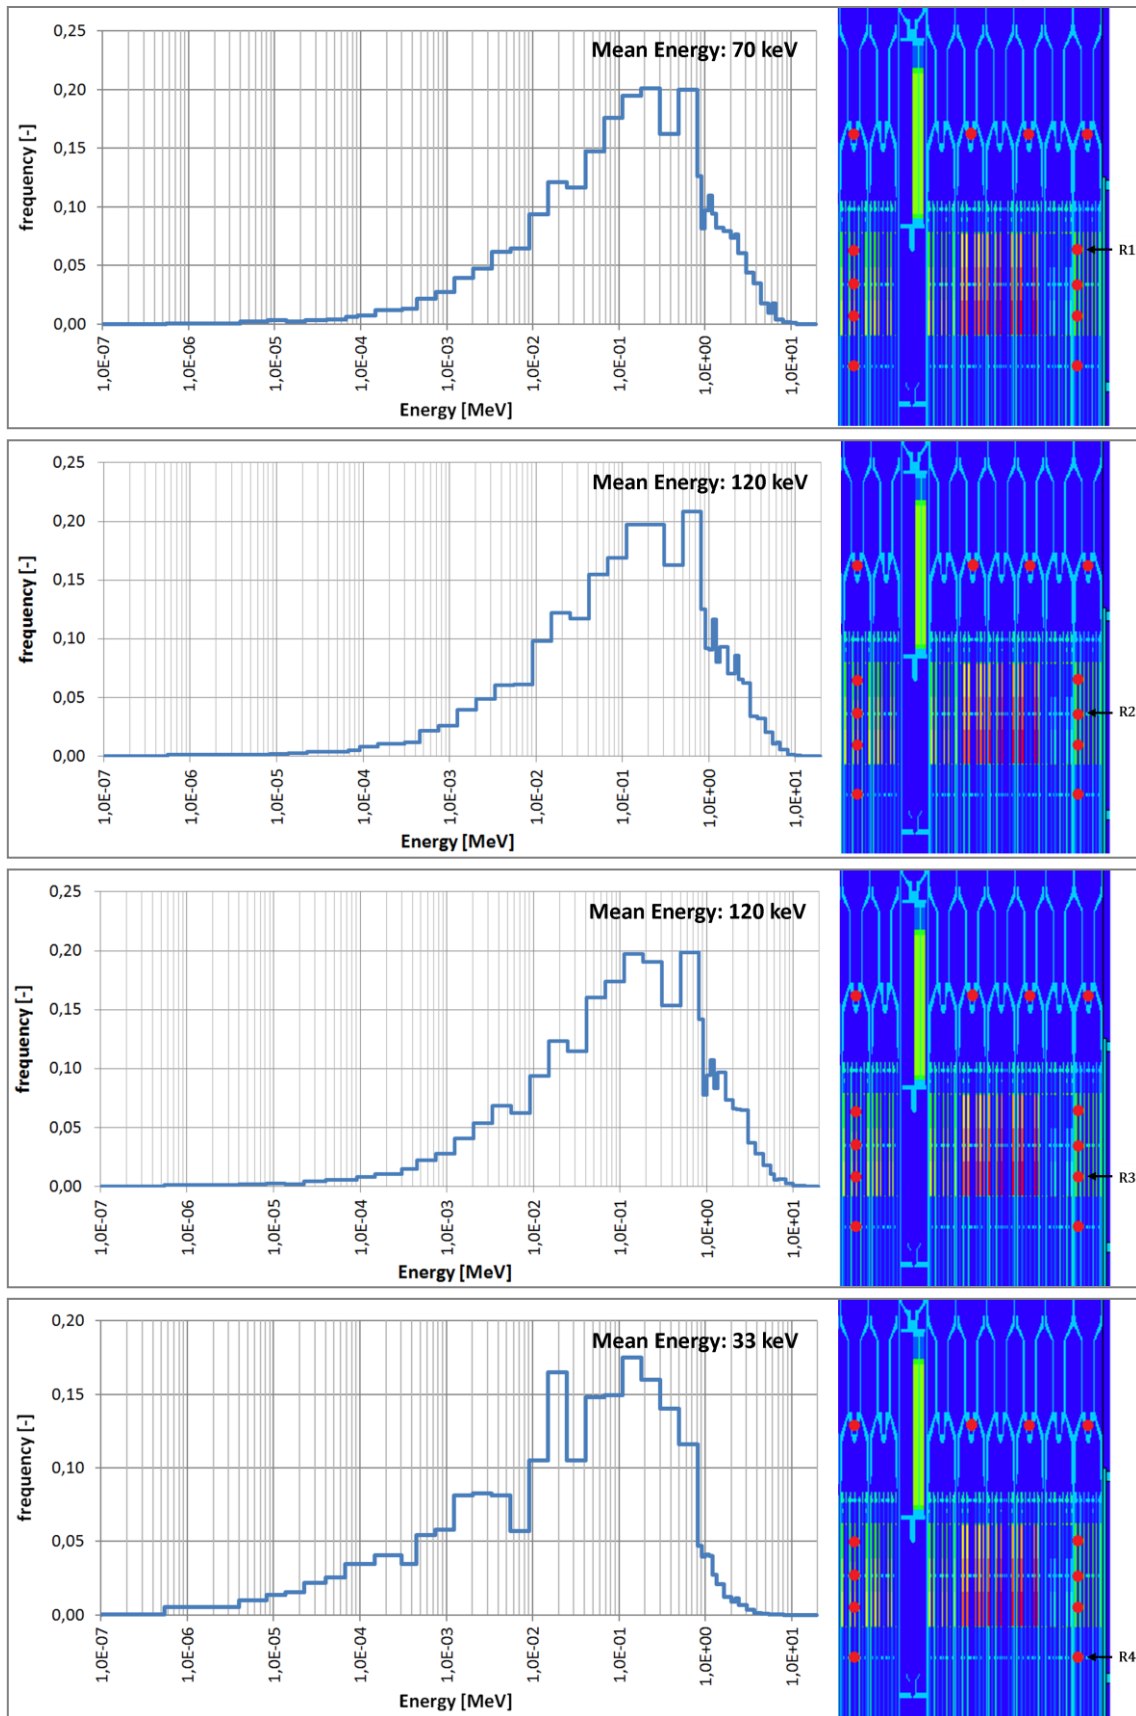 0,25
Mean Energy: 70 keV
0,20
0,15
0,10
0,05
0,00
frequency [-]
1,0E-07
1,0E-06
1,0E-05
1,0E-04
1,0E-03
1,0E-02
1,0E-01
1,0E+00
1,0E+01
Energy [MeV]
R1
0,25
Mean Energy: 120 keV
0,20
0,15
0,10
0,05
0,00
frequency [-]
1,0E-07
1,0E-06
1,0E-05
1,0E-04
1,0E-03
1,0E-02
1,0E-01
1,0E+00
1,0E+01
Energy [MeV]
R2
0,25
Mean Energy: 120 keV
0,20
0,15
0,10
0,05
0,00
frequency [-]
1,0E-07
1,0E-06
1,0E-05
1,0E-04
1,0E-03
1,0E-02
1,0E-01
1,0E+00
1,0E+01
Energy [MeV]
R3
0,20
Mean Energy: 33 keV
0,15
0,10
0,05
0,00
frequency [-]
1,0E-07
1,0E-06
1,0E-05
1,0E-04
1,0E-03
1,0E-02
1,0E-01
1,0E+00
1,0E+01
Energy [MeV]
R4